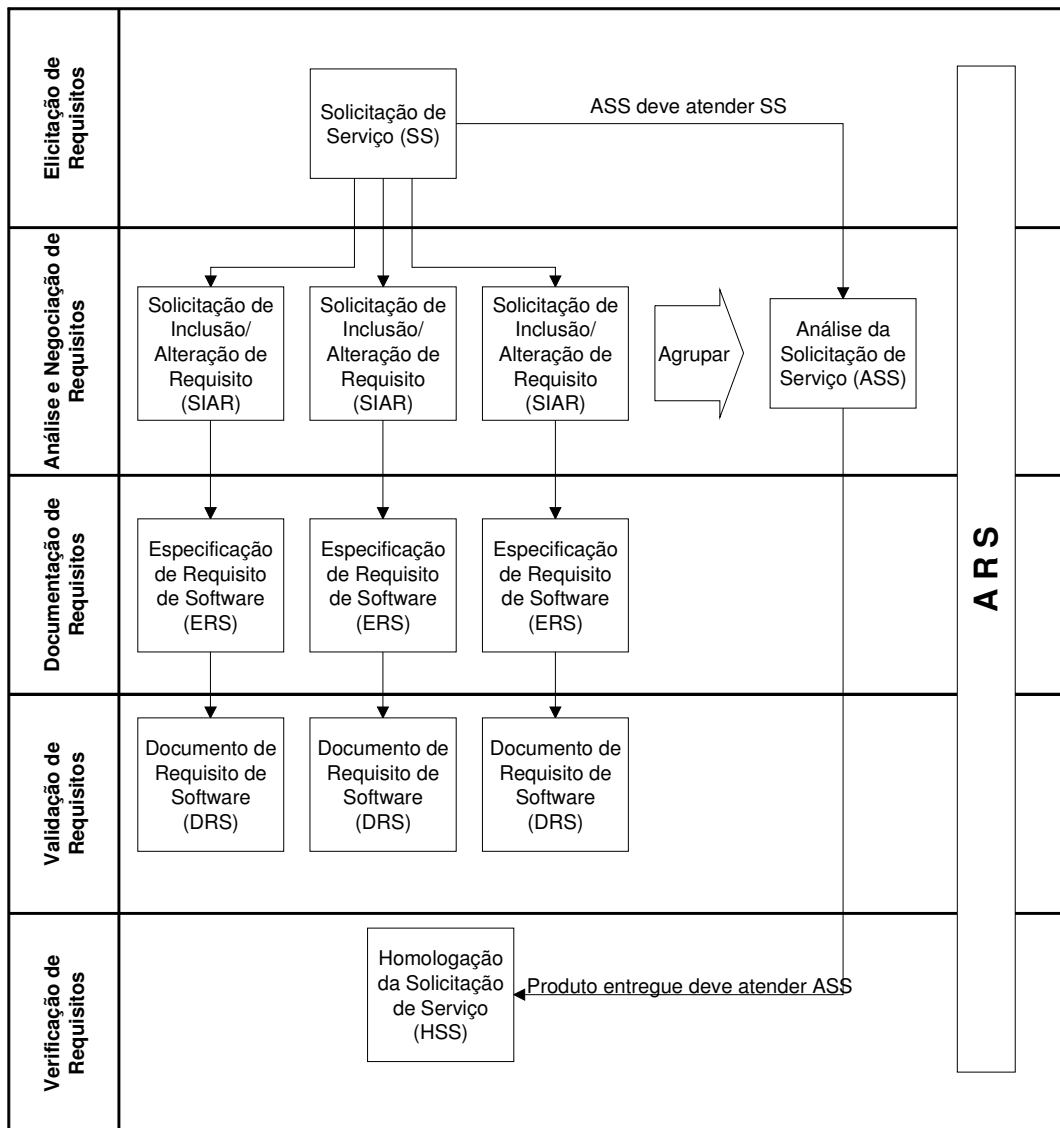 Elicitação de
Requisitos
Solicitação de
Serviço (SS)
ASS deve atender SS
Análise e Negociação de
Requisitos
Solicitação de
Inclusão/
Alteração de
Requisito
(SIAR)
Solicitação de
Inclusão/
Alteração de
Requisito
(SIAR)
Solicitação de
Inclusão/
Alteração de
Requisito
(SIAR)
Agrupar
Análise da
Solicitação de
Serviço (ASS)
Documentação de
Requisitos
Especificação
de Requisito
de Software
(ERS)
Especificação
de Requisito
de Software
(ERS)
Especificação
de Requisito
de Software
(ERS)
Validação de
Requisitos
Documento de
Requisito de
Software
(DRS)
Documento de
Requisito de
Software
(DRS)
Documento de
Requisito de
Software
(DRS)
Verificação de
Requisitos
Homologação
da Solicitação
de Serviço
(HSS)
Produto entregue deve atender ASS
A R S